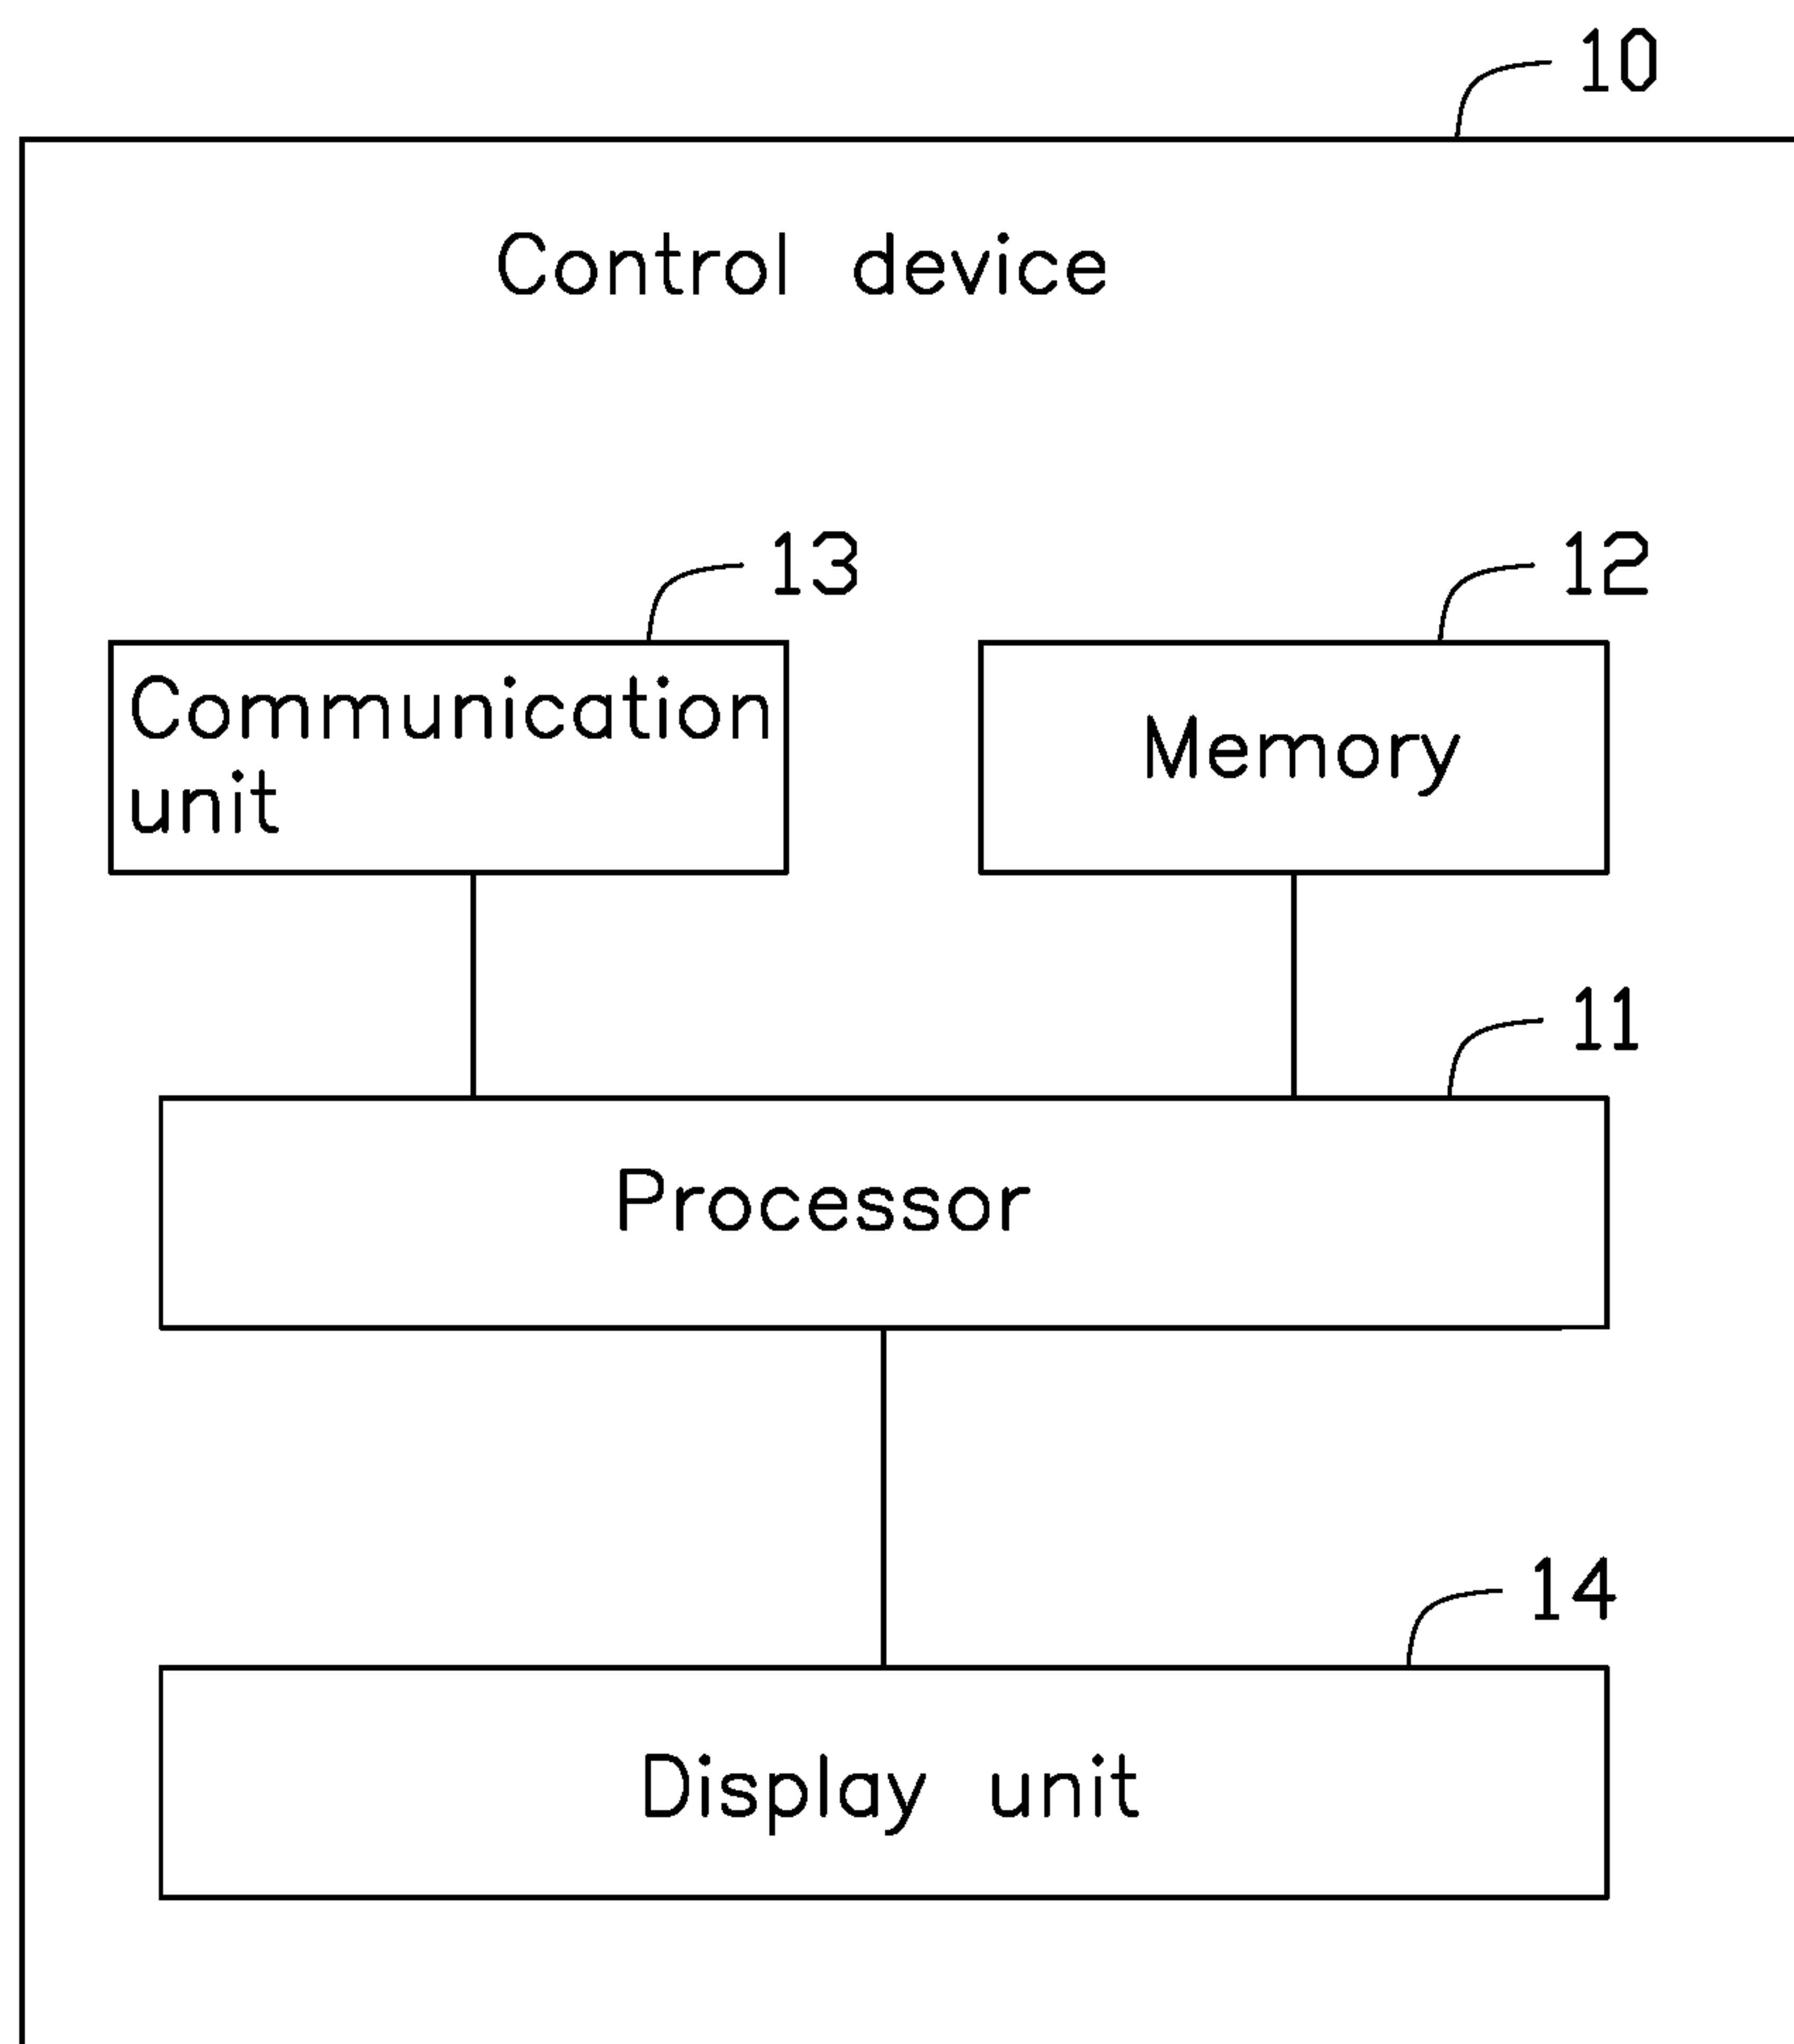 10
Control device
13
12
Communication
unit
Memory
11
Processor
14
Display unit